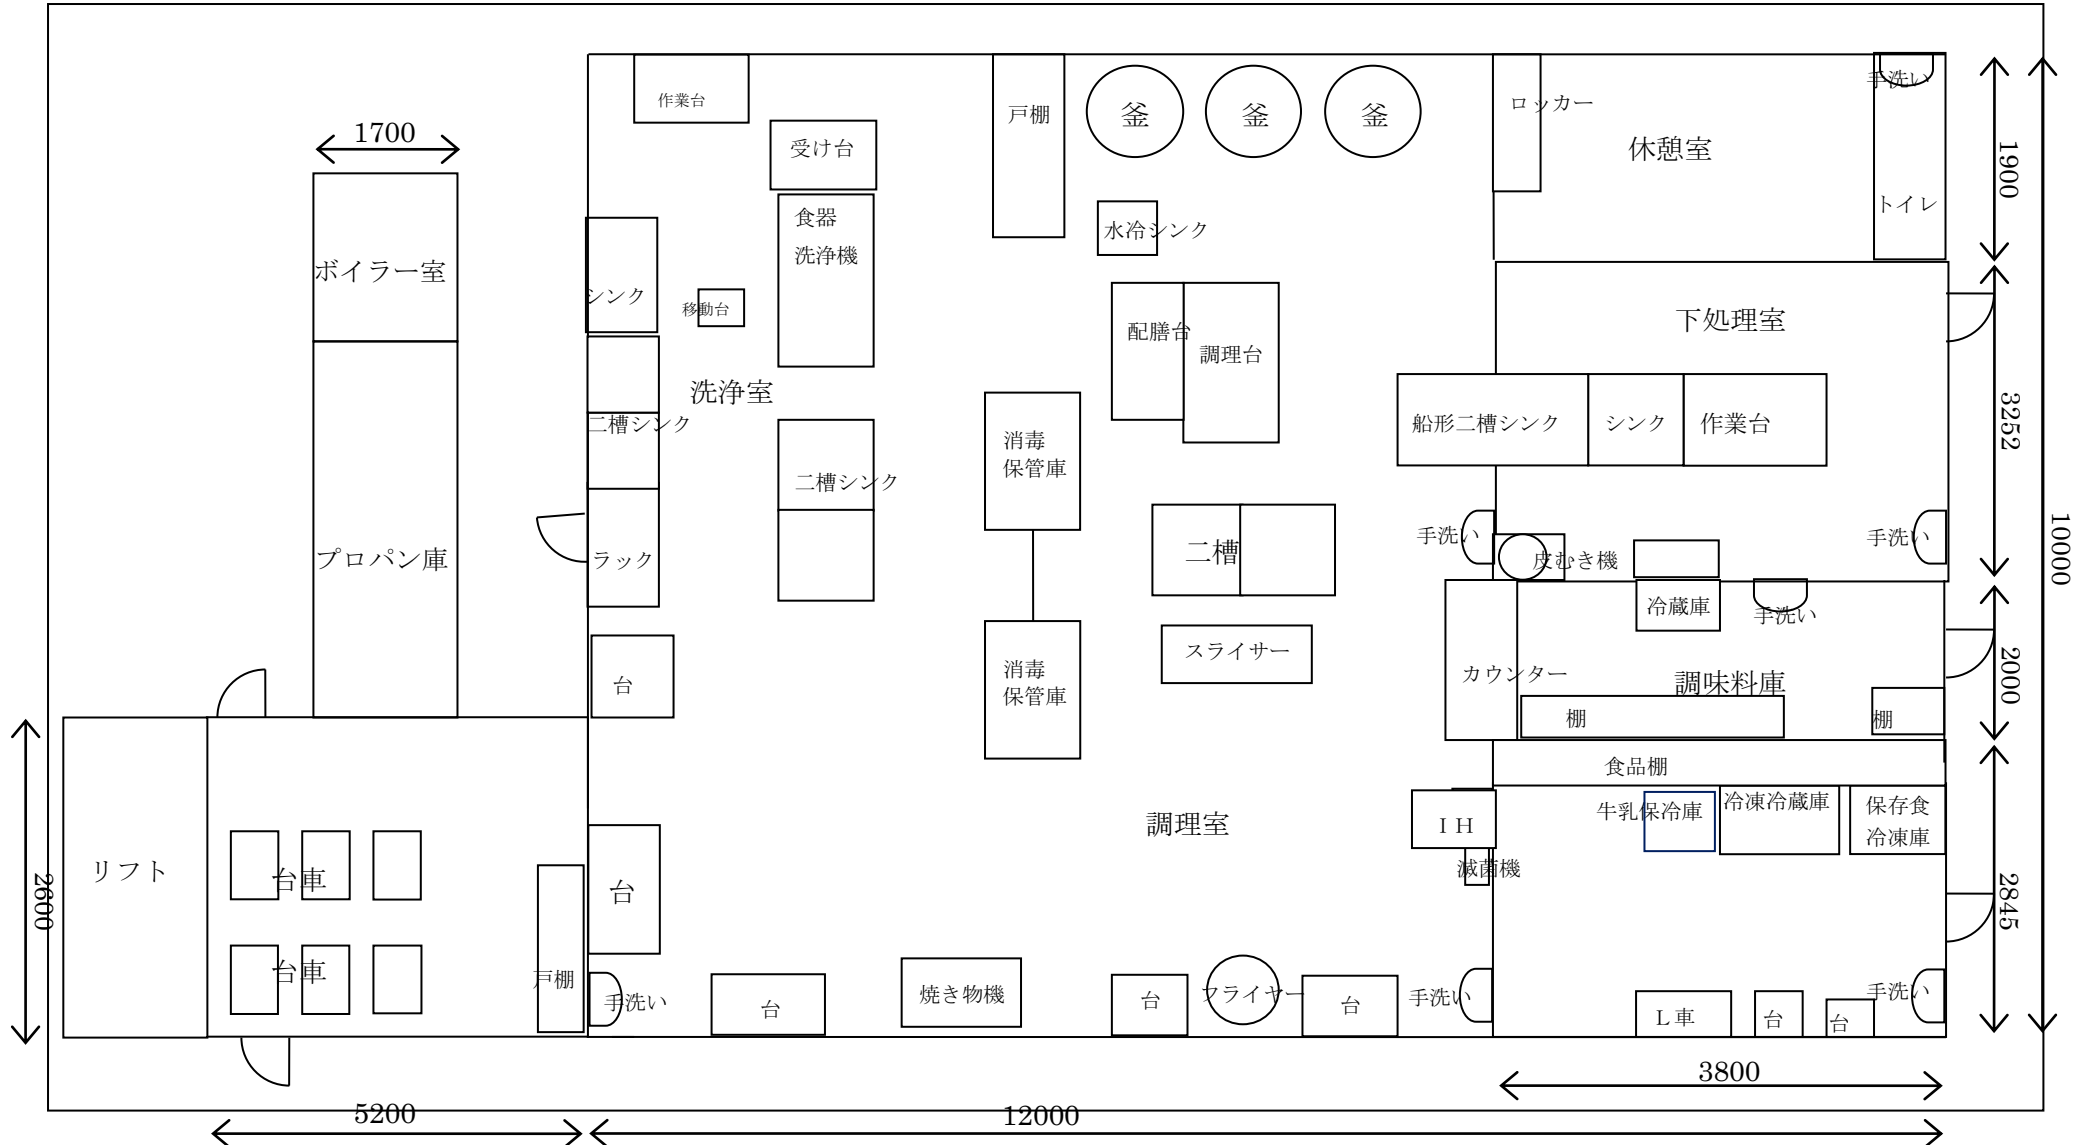 作業台
戸棚
釜
釜
釜
ロッカー
手洗い
休憩室
トイレ
1900
1700
受け台
食器
洗浄機
水冷シンク
ボイラー室
シンク
移動台
配膳台
調理台
下処理室
洗浄室
二槽シンク
二槽シンク
消毒
保管庫
船形二槽シンク
シンク
作業台
3252
10000
プロパン庫
ラック
二槽
手洗い
皮むき機
手洗い
冷蔵庫
手洗い
台
消毒
保管庫
スライサー
カウンター
調味料庫
棚
棚
2000
食品棚
調理室
ＩＨ
滅菌機
牛乳保冷庫
冷凍冷蔵庫
保存食
冷凍庫
2845
2600
リフト
台車
台車
戸棚
台
手洗い
台
焼き物機
台
フライヤー
台
手洗い
Ｌ車
台
台
手洗い
3800
5200
12000